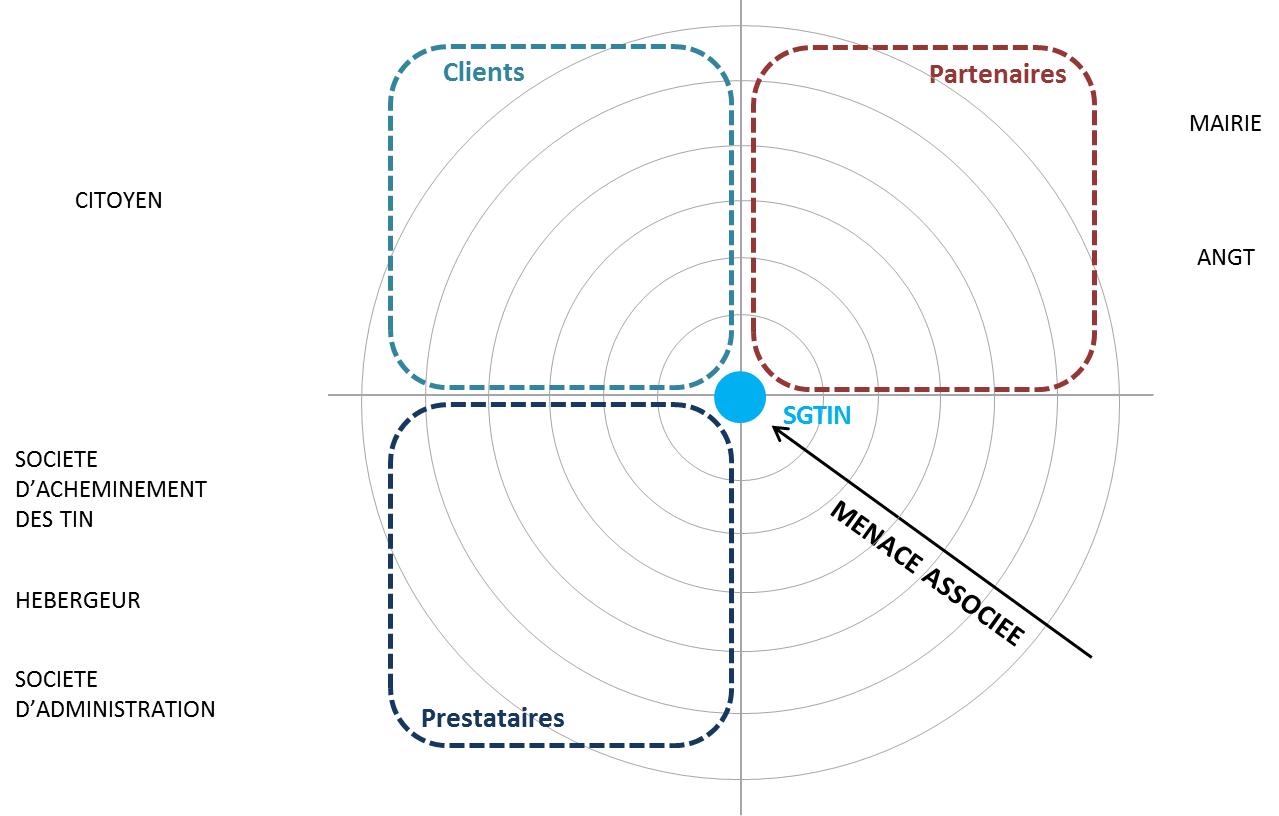 Clients
Partenaires
MAIRIE
CITOYEN
ANGT
SGTIN
SOCIETE
D’ACHEMINEMENT
DES TIN
MENACE ASSOCIEE
HEBERGEUR
SOCIETE
D’ADMINISTRATION
Prestataires